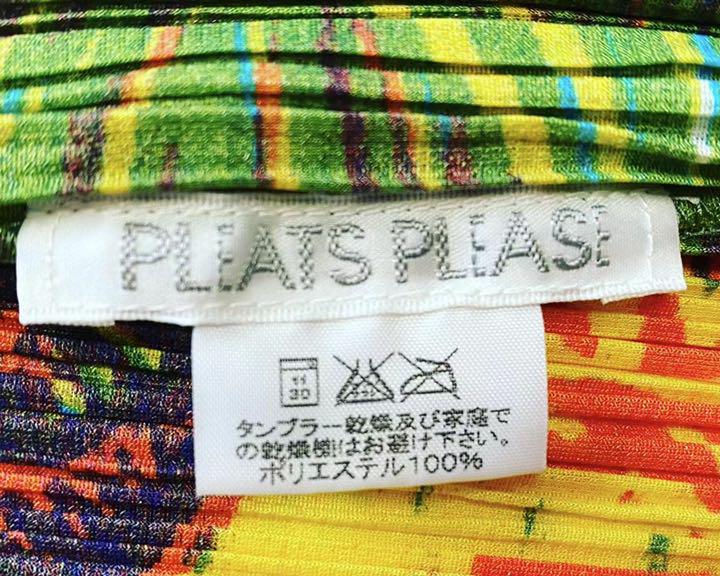 PLEATS PLEASE
11
30
タンブラー乾燥及び家庭で
の乾燥機はお避け下さい。
ポリエステル100%